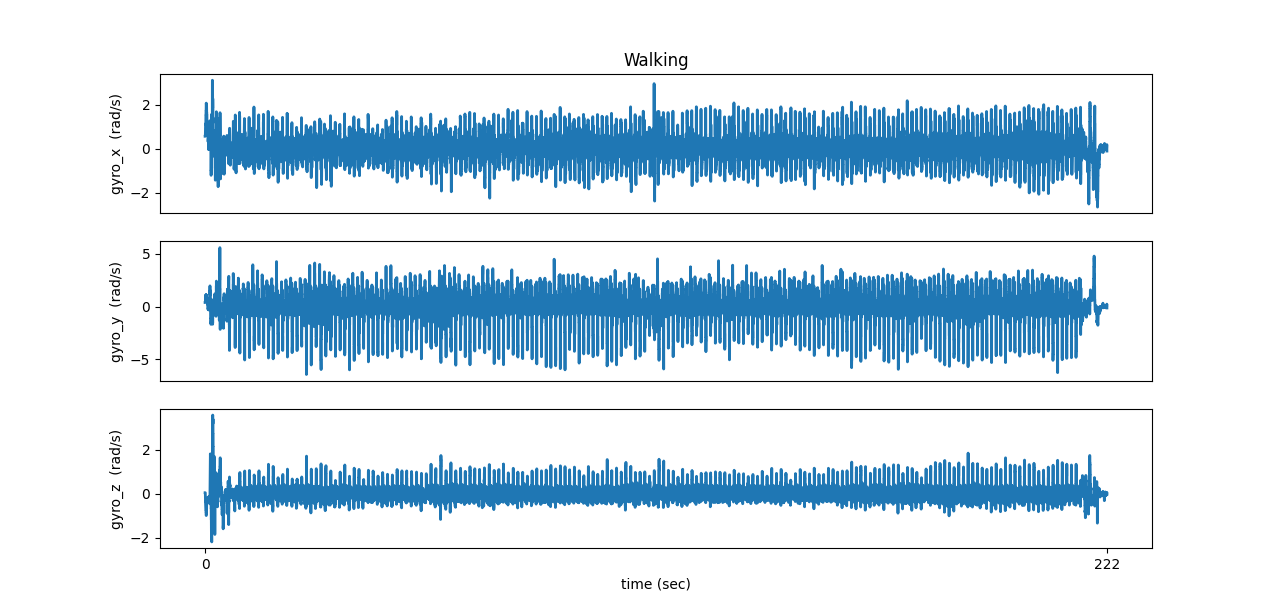 Walking
2
0
−2
gyro_x (rad/s)
5
0
−5
gyro_y (rad/s)
2
0
−2
gyro_z (rad/s)
0 222
time (sec)